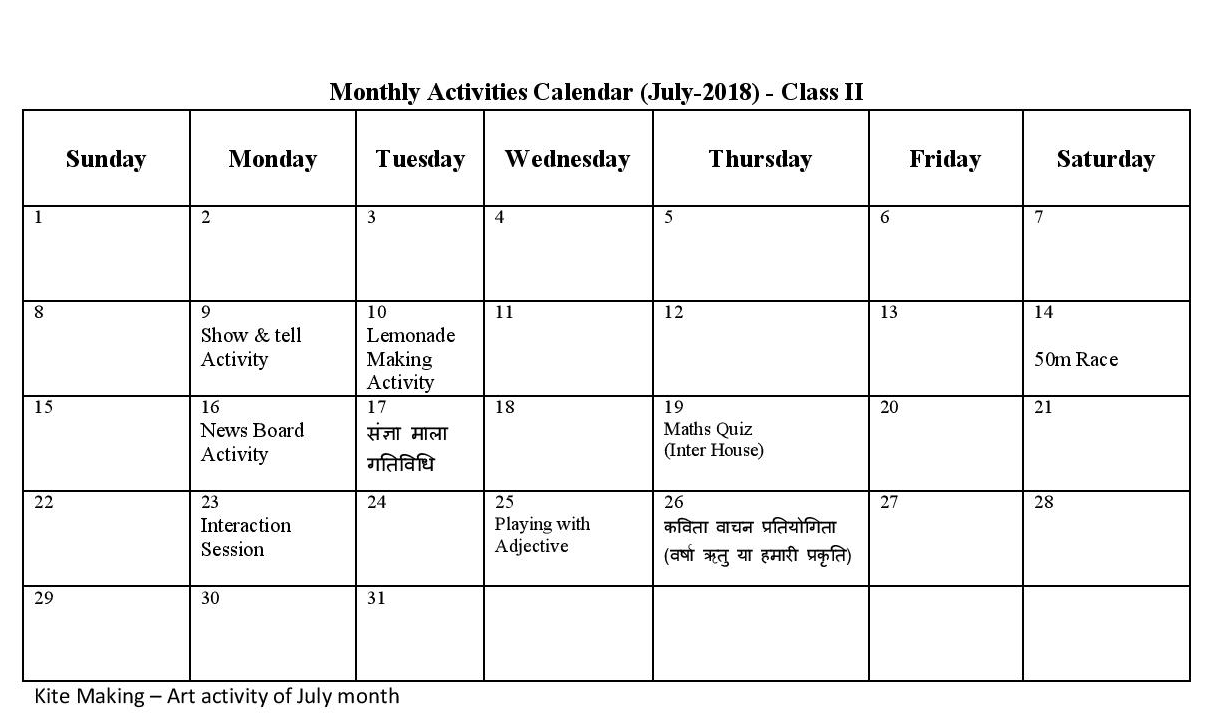 Monthly Activities Calendar (July-2018) - Class II
Sunday Monday Tuesday Wednesday Thursday Friday Saturday
1 2 3 4 5 6 7
8 9 10 11 12 13 14
Show & tell Lemonade
Activity Making 50m Race
Activity
15 16 17 18 19 20 21
News Board संज्ञा माला Maths Quiz
Activity गतिविधि (Inter House)
22 23 24 25 26 27 28
Interaction Playing with कविता वाचन प्रतियोगिता
Session Adjective (वर्षा ऋतु या हमारी प्रकृति)
29 30 31
Kite Making – Art activity of July month